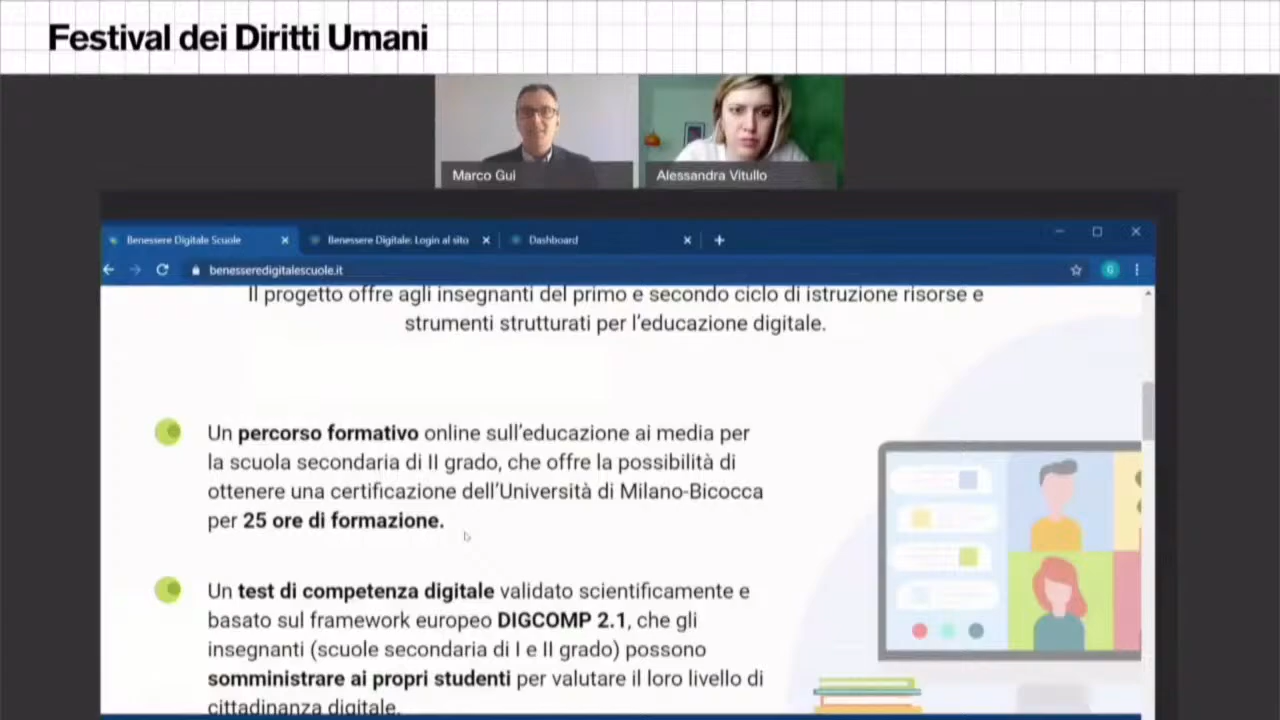 Festival dei Diritti Umani
Marco Gui
Alessandra Vitullo
Benessere Digitale Scuole
Benessere Digitale: Login al sito
Dashboard
benesseredigitalescuole.it
G
Il progetto offre agli insegnanti del primo e secondo ciclo di istruzione risorse e
strumenti strutturati per l'educazione digitale.
Un percorso formativo online sull'educazione ai media per
la scuola secondaria di II grado, che offre la possibilità di
ottenere una certificazione dell'Università di Milano-Bicocca
per 25 ore di formazione.
Un test di competenza digitale validato scientificamente e
basato sul framework europeo DIGCOMP 2.1, che gli
insegnanti (scuole secondaria di I e II grado) possono
somministrare ai propri studenti per valutare il loro livello di
cittadinanza digitale.